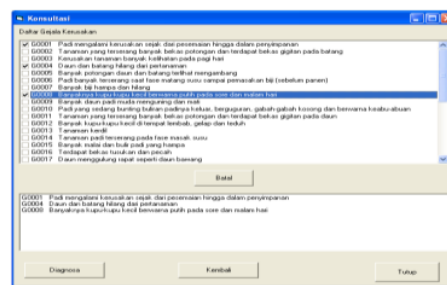 Konsultasi
Daftar Gejala Kerusakan
G0001 Padi mengalami kerusakan sejak dari pesemaian hingga dalam penyimpanan
G0002 Tanaman yang terserang banyak bekas potongan dan terdapat bekas gigitan pada batang
G0003 Kerusakan tanaman banyak kelihatan pada pagi hari
G0004 Daun dan batang hilang dari pertanaman
G0005 Banyak potongan daun dan batang terlihat mengambang
G0006 Padi banyak terserang saat fase matang susu sampai pemasakan biji (sebelum panen)
G0007 Banyak biji hampa dan hilang
G0008 Banyaknya kupu-kupu kecil berwarna putih pada sore dan malam hari
G0009 Banyak daun padi muda menguning dan mati
G0010 Padi yang sedang bunting bulian padinya keluar, berguguran, gabah-gabah kosong dan berwarna keabu-abuan
G0011 Tanaman yang terserang banyak bekas potongan dan terdapat bekas gigitan pada daun
G0012 Banyak kupu-kupu kecil di tempat lembab, gelap dan teduh
G0013 Tanaman kerdil
G0014 Tanaman padi terserang pada fase masak susu
G0015 Banyak malai dan bulir padi yang hampa
G0016 Terdapat bekas tusukan dan pecah
G0017 Daun menggulung rapat seperti daun bawang
Batal
G0001 Padi mengalami kerusakan sejak dari pesemaian hingga dalam penyimpanan
G0004 Daun dan batang hilang dari pertanaman
G0008 Banyaknya kupu-kupu kecil berwarna putih pada sore dan malam hari
Diagnosa
Kembali
Tutup